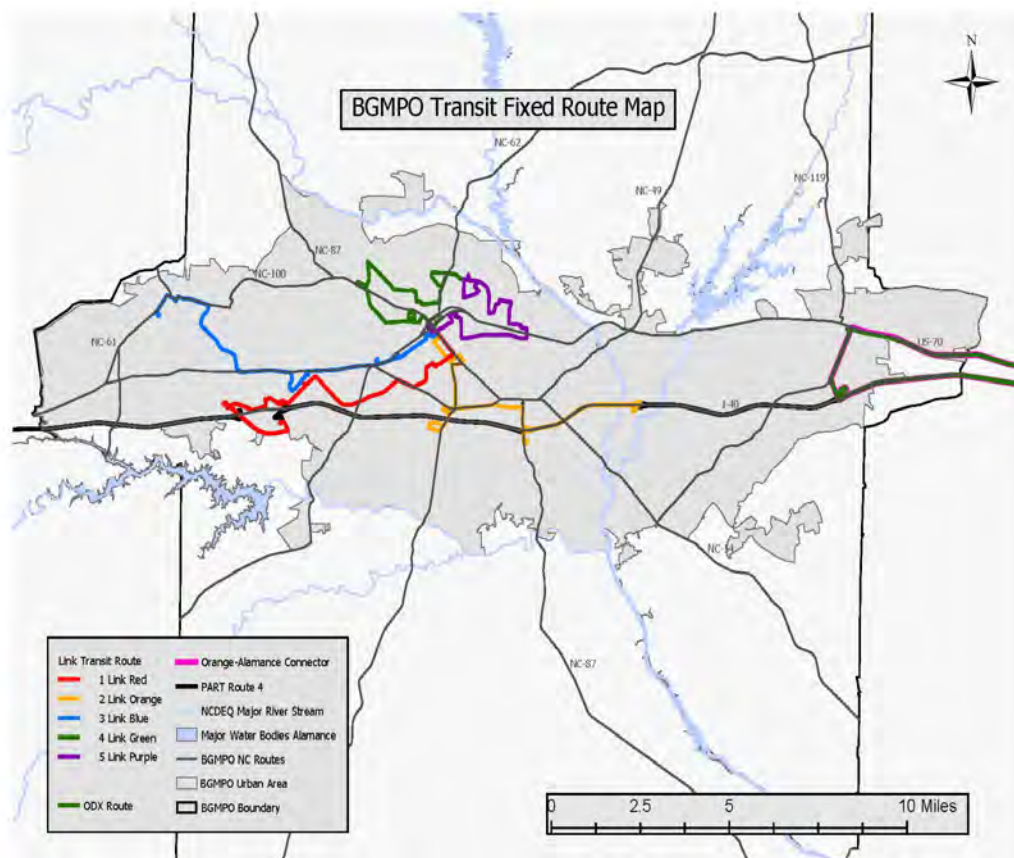 N
BGMPO Transit Fixed Route Map
NC-62
NC-49
NC-119
NC-87
NC-100
NC-61
US-70
I-40
NC-54
NC-87
Link Transit Route
1 Link Red
2 Link Orange
3 Link Blue
4 Link Green
5 Link Purple
ODX Route
Orange-Alamance Connector
PART Route 4
NCDEQ Major River Stream
Major Water Bodies Alamance
BGMPO NC Routes
BGMPO Urban Area
BGMPO Boundary
0 2.5 5 10 Miles